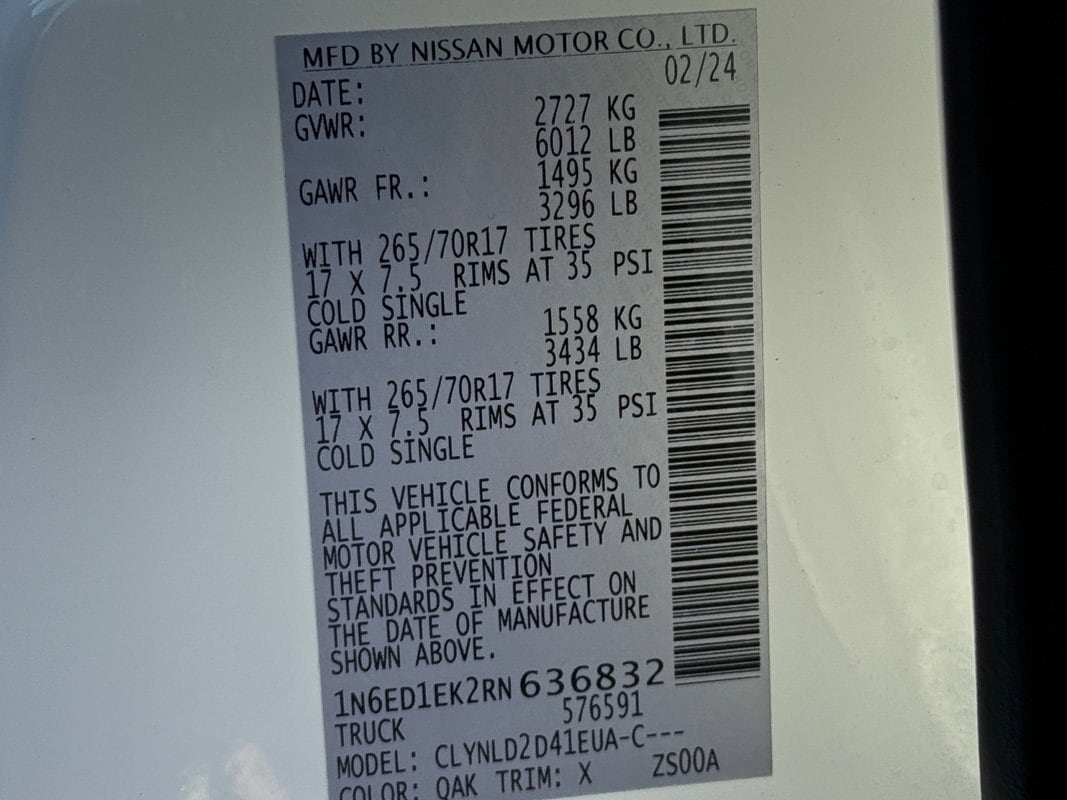 MFD BY NISSAN MOTOR CO., LTD.
DATE: 02/24
GVWR: 2727 KG
6012 LB
GAWR FR.: 1495 KG
3296 LB
WITH 265/70R17 TIRES
17 X 7.5 RIMS AT 35 PSI
COLD SINGLE
GAWR RR.: 1558 KG
3434 LB
WITH 265/70R17 TIRES
17 X 7.5 RIMS AT 35 PSI
COLD SINGLE
THIS VEHICLE CONFORMS TO
ALL APPLICABLE FEDERAL
MOTOR VEHICLE SAFETY AND
THEFT PREVENTION
STANDARDS IN EFFECT ON
THE DATE OF MANUFACTURE
SHOWN ABOVE.
1N6ED1EK2RN636832
TRUCK 576591
MODEL: CLYNLD2D41EUA-C---
COLOR: QAK TRIM: X ZS00A